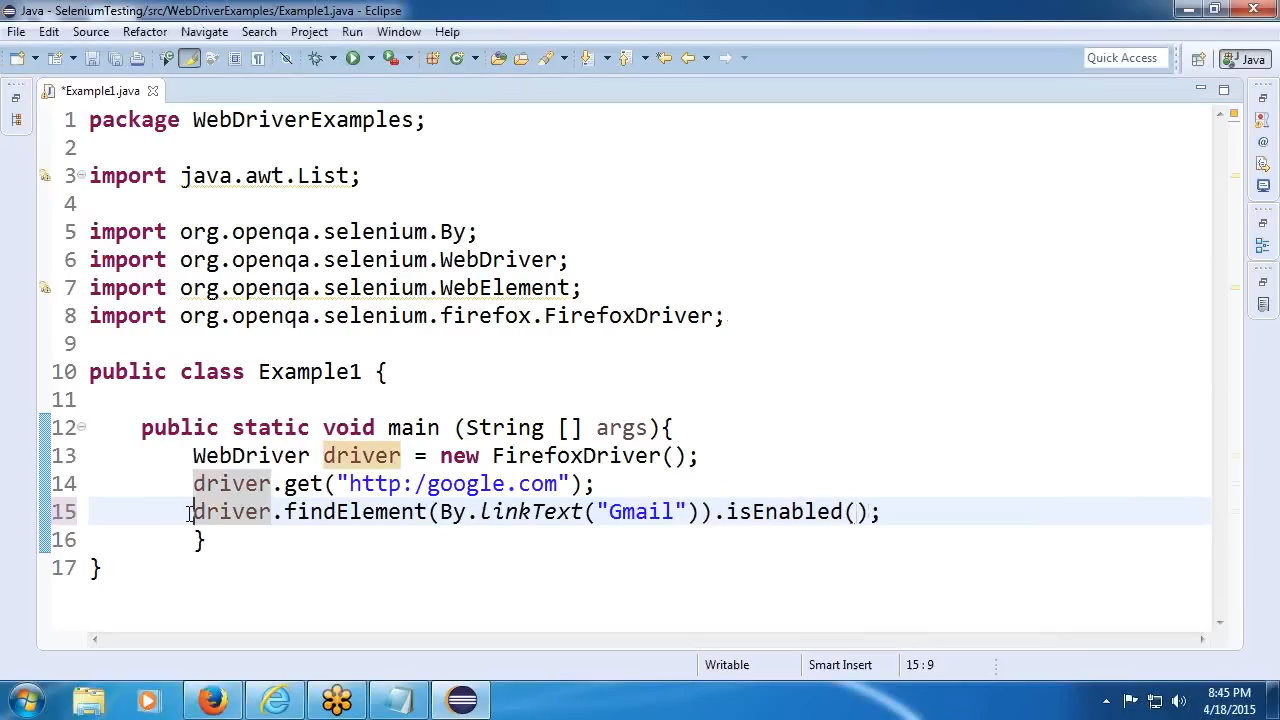 Java - SeleniumTesting/src/WebDriverExamples/Example1.java - Eclipse
File Edit Source Refactor Navigate Search Project Run Window Help
Quick Access
Java
*Example1.java
1 package WebDriverExamples;
2
3 import java.awt.List;
4
5 import org.openqa.selenium.By;
6 import org.openqa.selenium.WebDriver;
7 import org.openqa.selenium.WebElement;
8 import org.openqa.selenium.firefox.FirefoxDriver;
9
10 public class Example1 {
11
12 public static void main (String [] args){
13 WebDriver driver = new FirefoxDriver();
14 driver.get("http:/google.com");
15 driver.findElement(By.linkText("Gmail")).isEnabled();
16 }
17 }
Writable Smart Insert 15 : 9
8:45 PM
4/18/2015